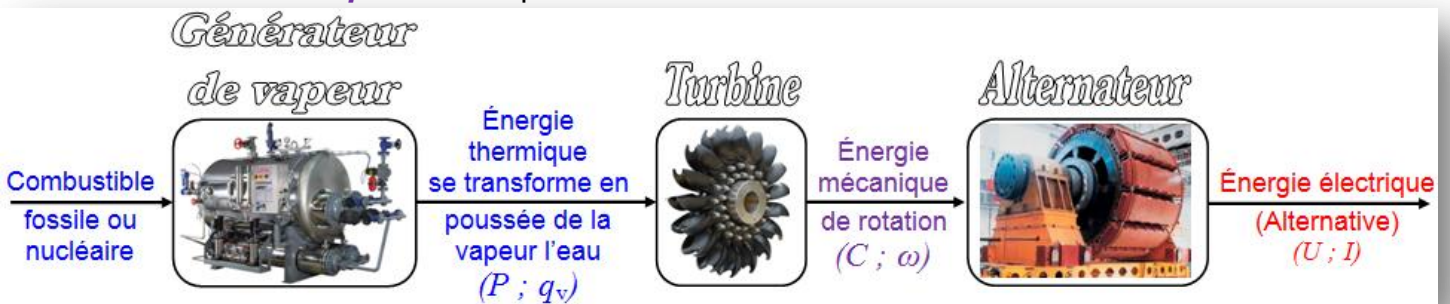 Générateur
de vapeur
Turbine
Alternateur
Combustible
fossile ou
nucléaire
Énergie
thermique
se transforme en
poussée de la
vapeur l’eau
(P ; qv)
Énergie
mécanique
de rotation
(C ; ω)
Énergie électrique
(Alternative)
(U ; I)